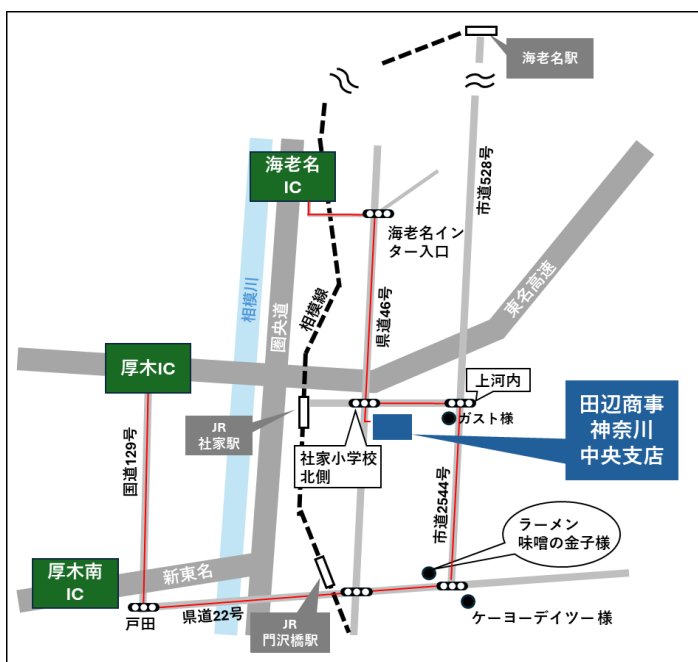 海老名駅
海老名
IC
市道528号
海老名イン
ター入口
相模川
圏央道
相模線
県道46号
東名高速
厚木IC
上河内
JR
社家駅
ガスト様
田辺商事
神奈川
中央支店
社家小学校
北側
国道129号
市道2544号
ラーメン
味噌の金子様
厚木南
IC
新東名
戸田
県道22号
JR
門沢橋駅
ケーヨーデイツー様